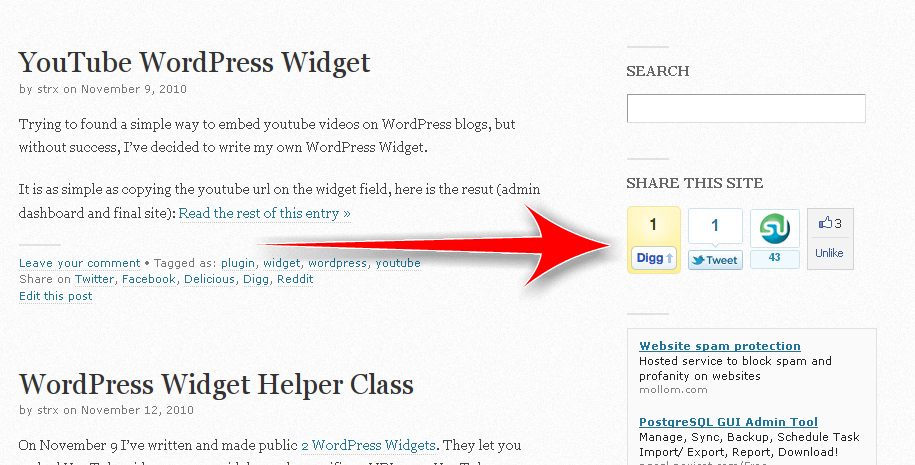 YouTube WordPress Widget
by strx on November 9, 2010
Trying to found a simple way to embed youtube videos on WordPress blogs, but
without success, I've decided to write my own WordPress Widget.
It is as simple as copying the youtube url on the widget field, here is the resut (admin
dashboard and final site): Read the rest of this entry »
Leave your comment • Tagged as: plugin, widget, wordpress, youtube
Share on Twitter, Facebook, Delicious, Digg, Reddit
Edit this post
WordPress Widget Helper Class
by strx on November 12, 2010
On November 9 I've written and made public 2 WordPress Widgets. They let you
SEARCH
SHARE THIS SITE
1
Digg
1
Tweet
43
3
Unlike
Website spam protection
Hosted service to block spam and
profanity on websites
mollom.com
PostgreSQL GUI Admin Tool
Manage, Sync, Backup, Schedule Task
Import/ Export, Report, Download!